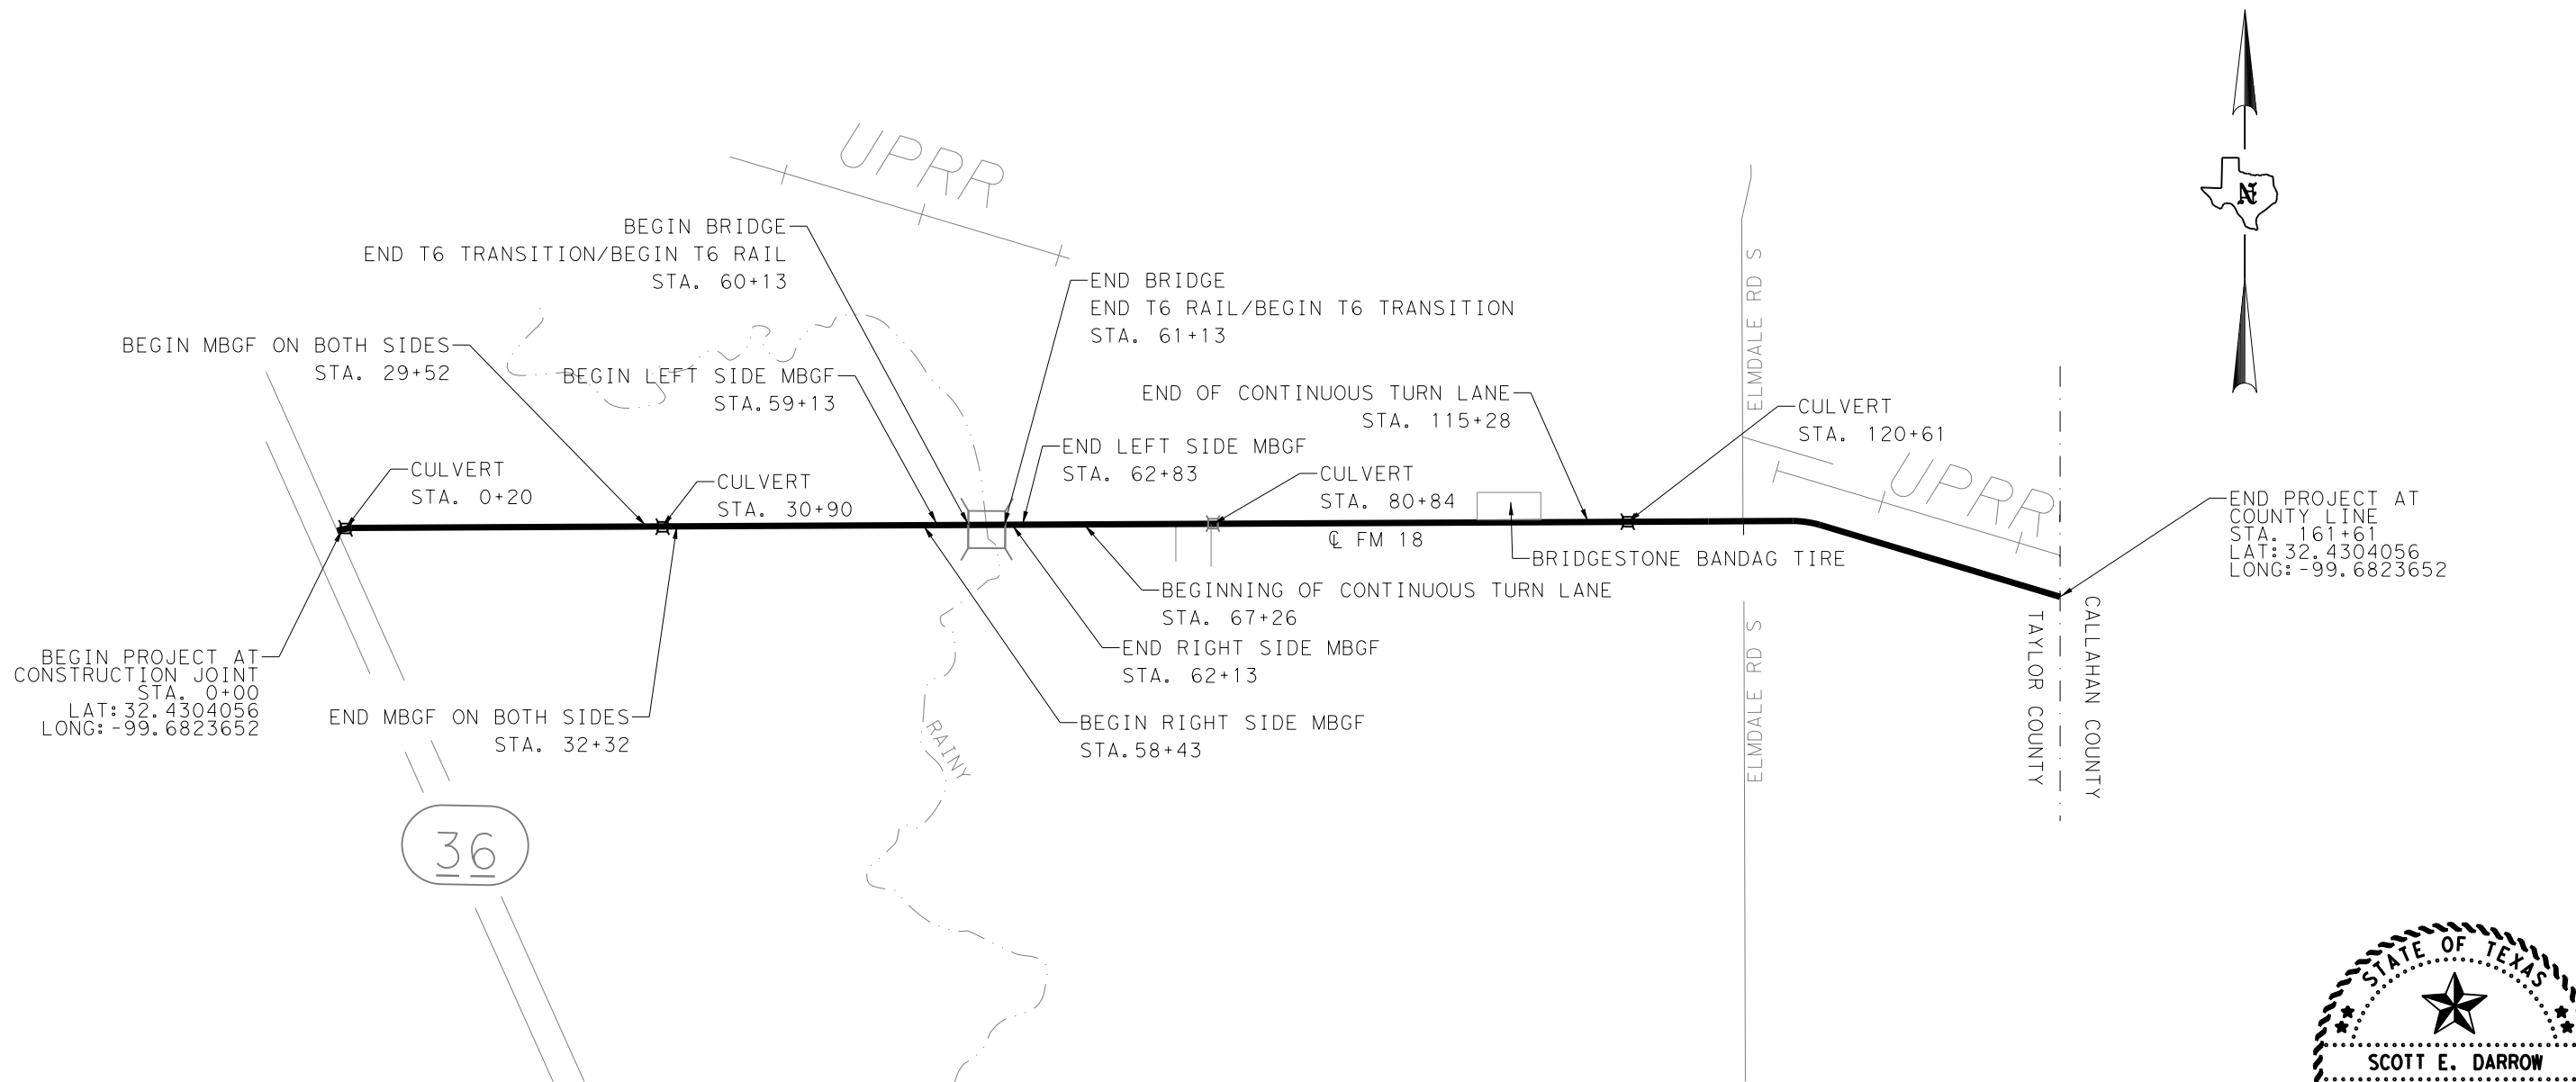 UPRR
BEGIN BRIDGE
END T6 TRANSITION/BEGIN T6 RAIL
STA. 60+13
END BRIDGE
END T6 RAIL/BEGIN T6 TRANSITION
STA. 61+13
BEGIN MBGF ON BOTH SIDES
STA. 29+52
BEGIN LEFT SIDE MBGF
STA.59+13
END OF CONTINUOUS TURN LANE
STA. 115+28
ELMDALE RD S
CULVERT
STA. 120+61
END LEFT SIDE MBGF
STA. 62+83
CULVERT
STA. 0+20
CULVERT
STA. 30+90
CULVERT
STA. 80+84
UPRR
END PROJECT AT
COUNTY LINE
STA. 161+61
LAT:32.4304056
LONG:-99.6823652
℄ FM 18
BRIDGESTONE BANDAG TIRE
BEGINNING OF CONTINUOUS TURN LANE
STA. 67+26
END RIGHT SIDE MBGF
STA. 62+13
BEGIN PROJECT AT
CONSTRUCTION JOINT
STA. 0+00
LAT:32.4304056
LONG:-99.6823652
END MBGF ON BOTH SIDES
STA. 32+32
BEGIN RIGHT SIDE MBGF
STA.58+43
RAINY
ELMDALE RD S
TAYLOR COUNTY
CALLAHAN COUNTY
36
N
STATE OF TEXAS
SCOTT E. DARROW